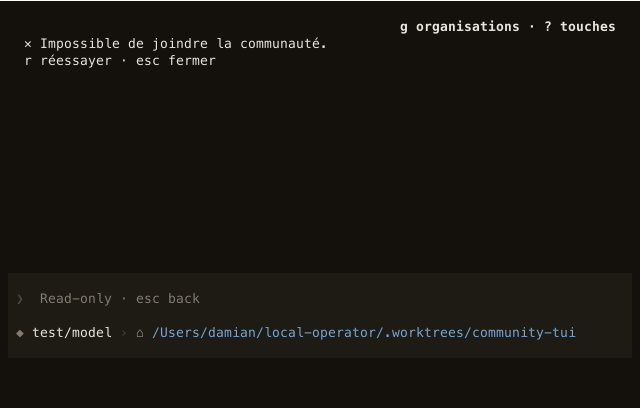 g organisations · ? touches
× Impossible de joindre la communauté.
r réessayer · esc fermer
❯ Read-only · esc back
◆ test/model › ⌂ /Users/damian/local-operator/.worktrees/community-tui